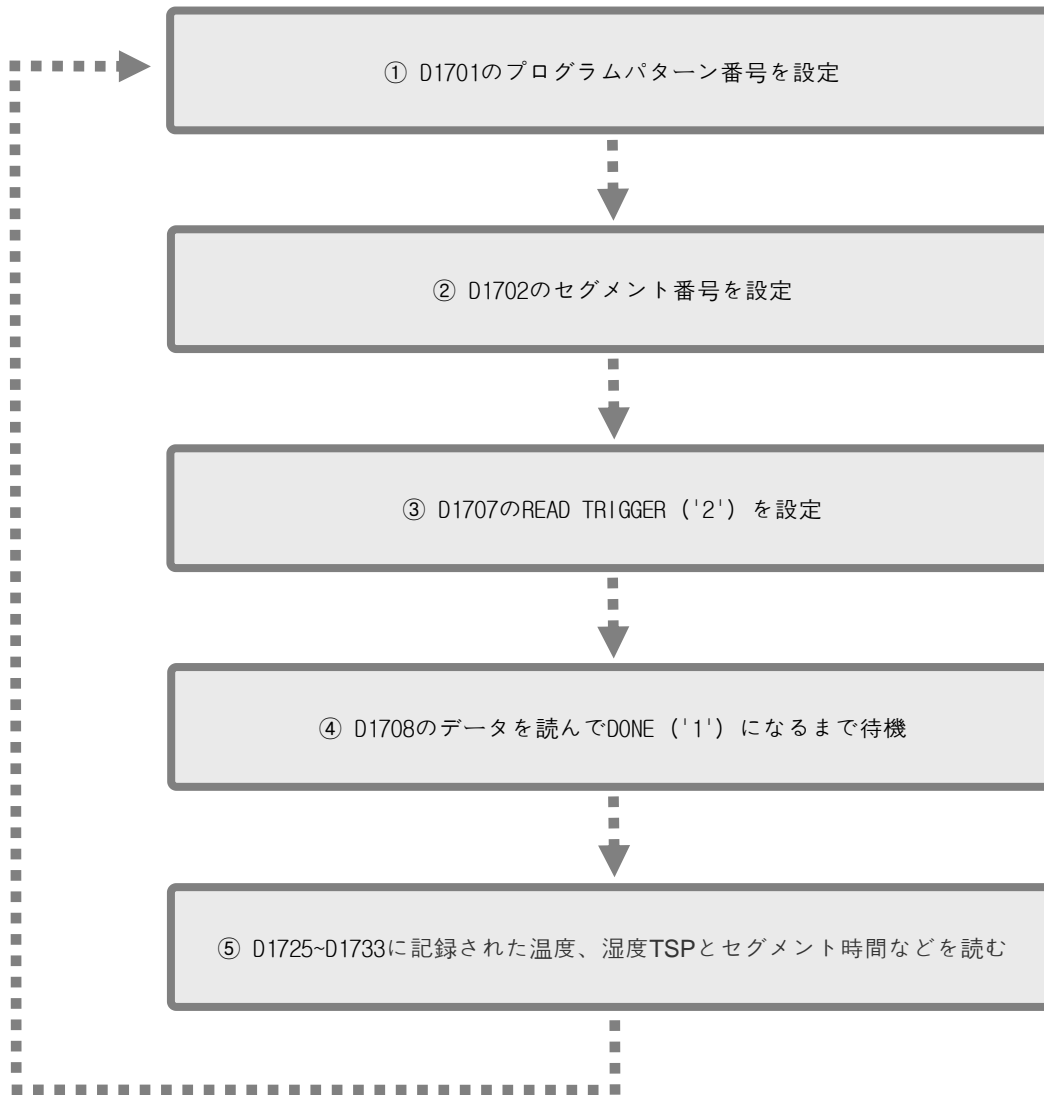 ① D1701のプログラムパターン番号を設定
② D1702のセグメント番号を設定
③ D1707のREAD TRIGGER ('2') を設定
④ D1708のデータを読んでDONE ('1') になるまで待機
⑤ D1725~D1733に記録された温度、湿度TSPとセグメント時間などを読む